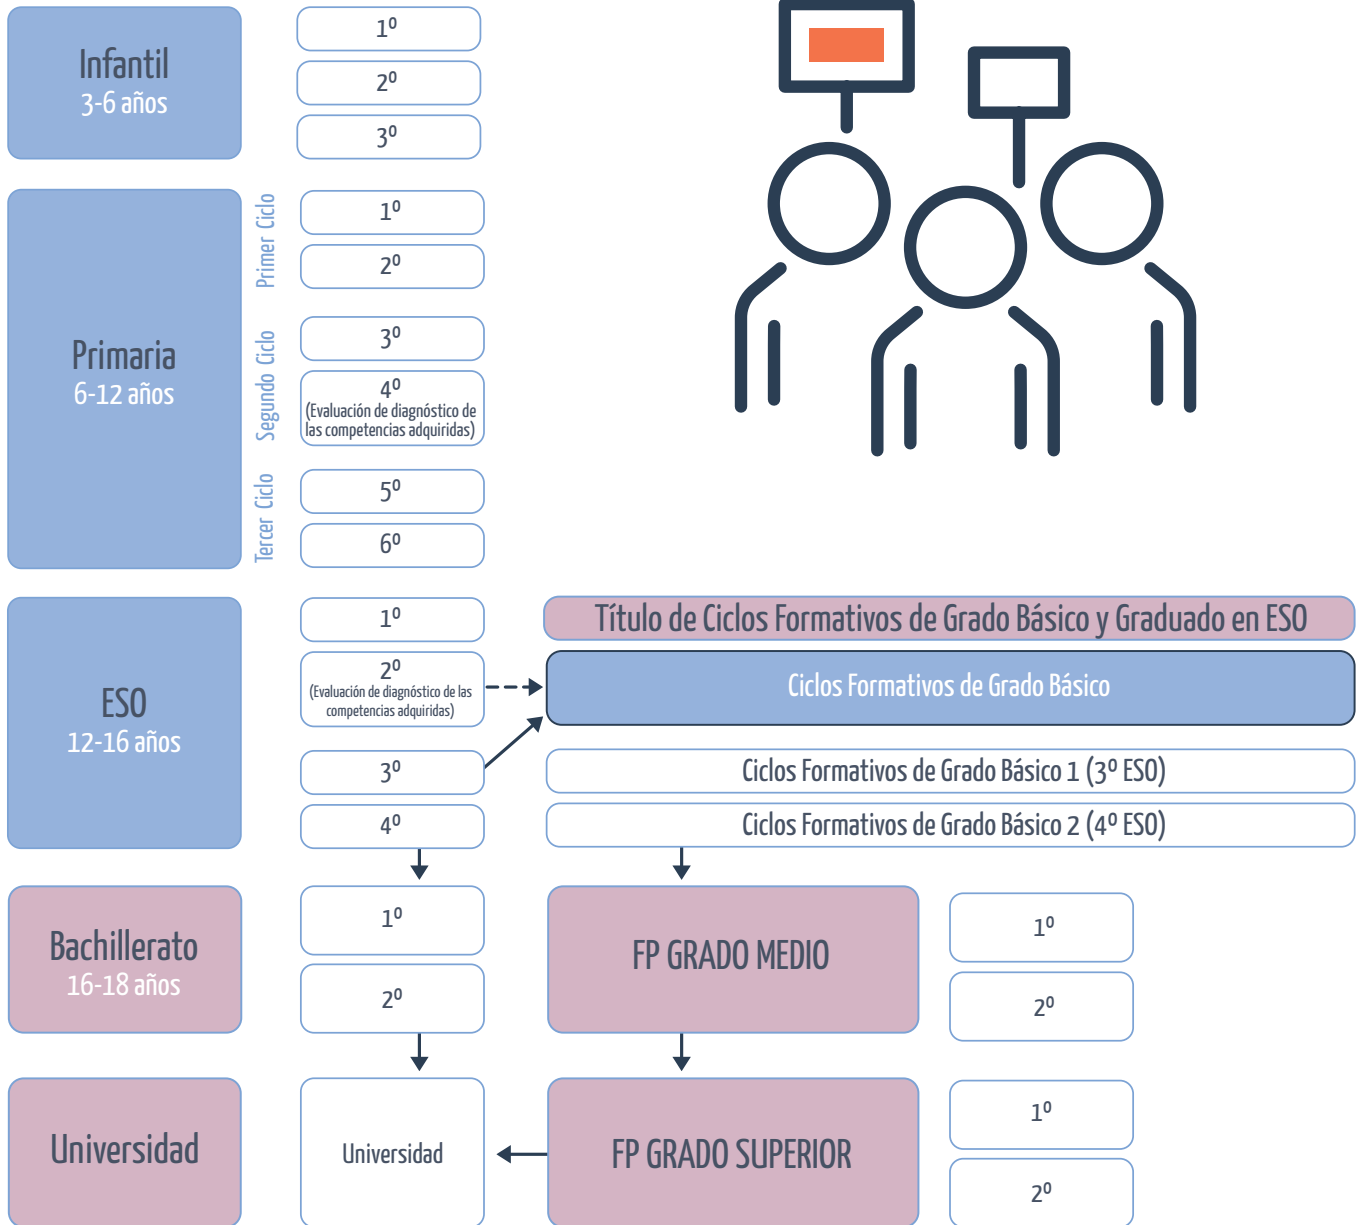 Infantil
3-6 años
1º
2º
3º
Primaria
6-12 años
Primer Ciclo
1º
2º
Segundo Ciclo
3º
4º
(Evaluación de diagnóstico de
las competencias adquiridas)
Tercer Ciclo
5º
6º
ESO
12-16 años
1º
2º
(Evaluación de diagnóstico de las
competencias adquiridas)
3º
4º
Título de Ciclos Formativos de Grado Básico y Graduado en ESO
Ciclos Formativos de Grado Básico
Ciclos Formativos de Grado Básico 1 (3º ESO)
Ciclos Formativos de Grado Básico 2 (4º ESO)
Bachillerato
16-18 años
1º
2º
FP GRADO MEDIO
1º
2º
Universidad
Universidad
FP GRADO SUPERIOR
1º
2º